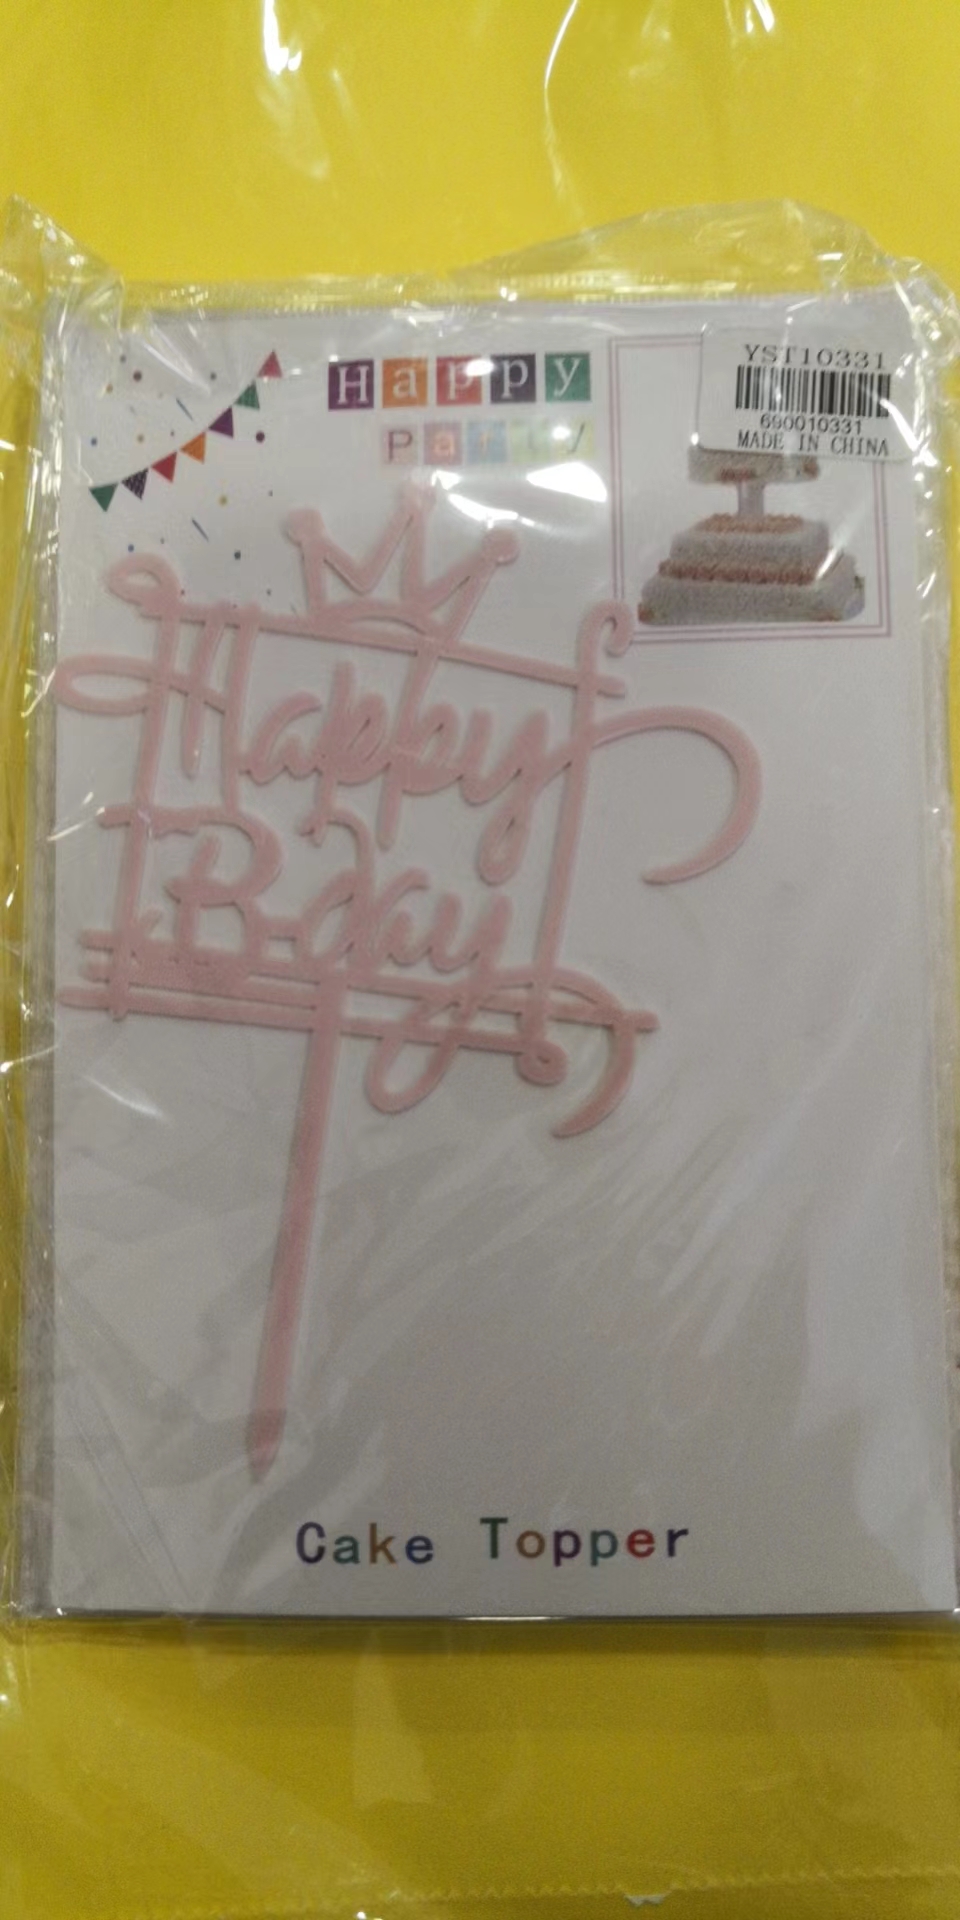 Happy
Party
YST10331
690010331
MADE IN CHINA
Happy
B-day
Cake Topper